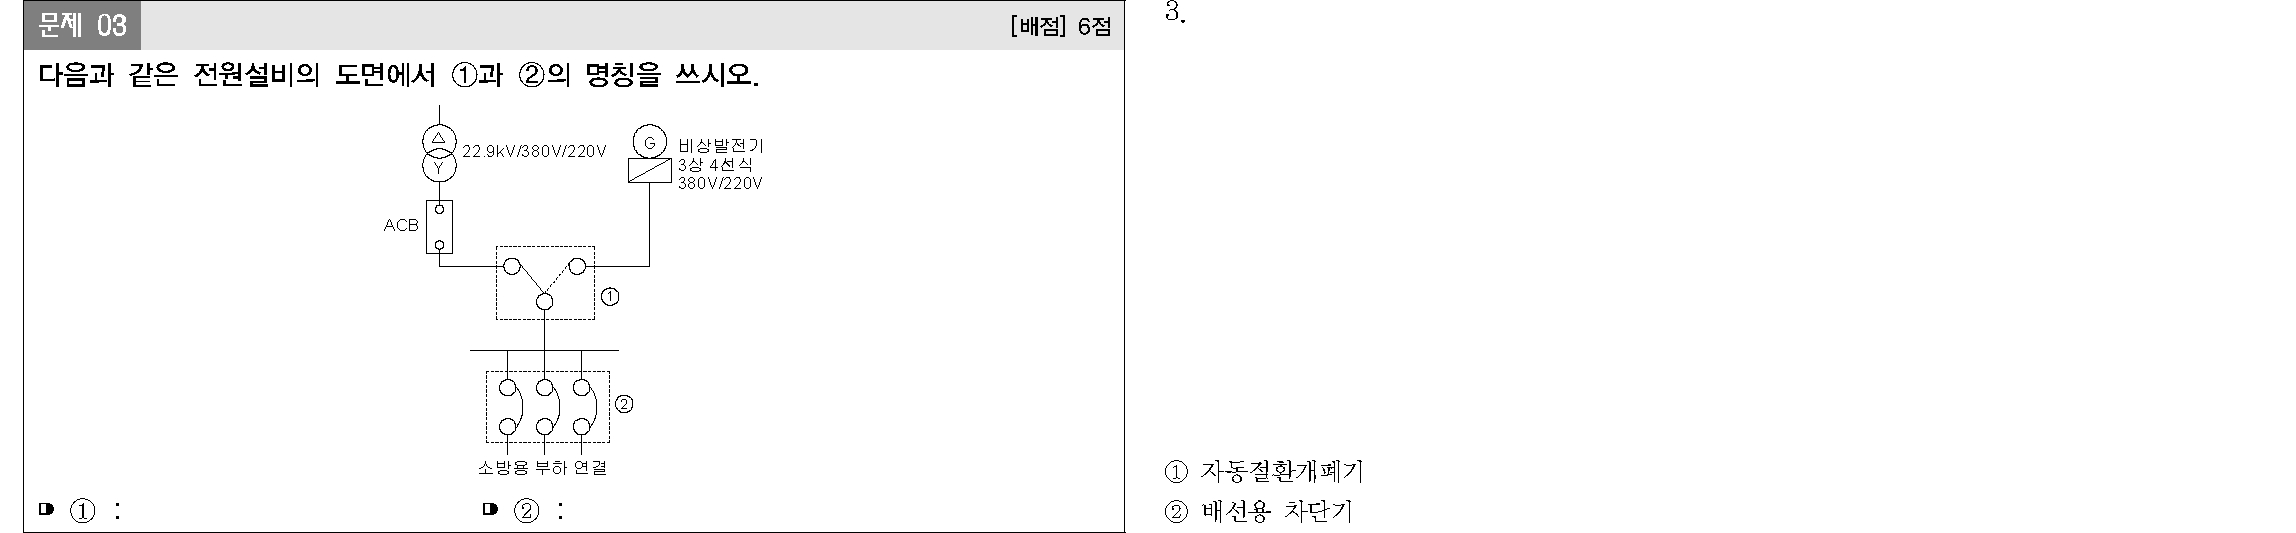 문제 03
[배점] 6점
다음과 같은 전원설비의 도면에서 ①과 ②의 명칭을 쓰시오.
△
Y
22.9kV/380V/220V
G
비상발전기
3상 4선식
380V/220V
ACB
①
②
소방용 부하 연결
① :
② :
3.
① 자동절환개폐기
② 배선용 차단기